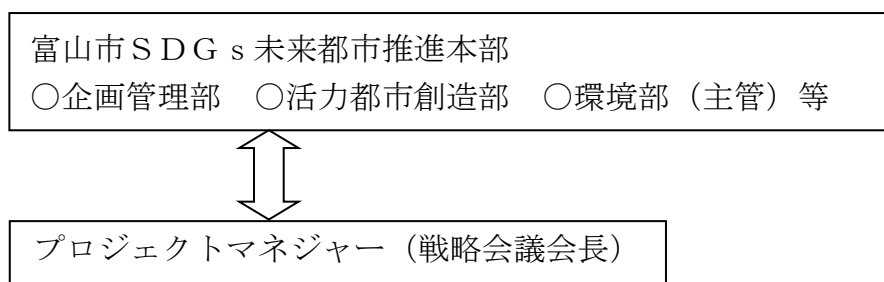 富山市ＳＤＧｓ未来都市推進本部
○企画管理部　○活力都市創造部　○環境部（主管）等
プロジェクトマネジャー（戦略会議会長）